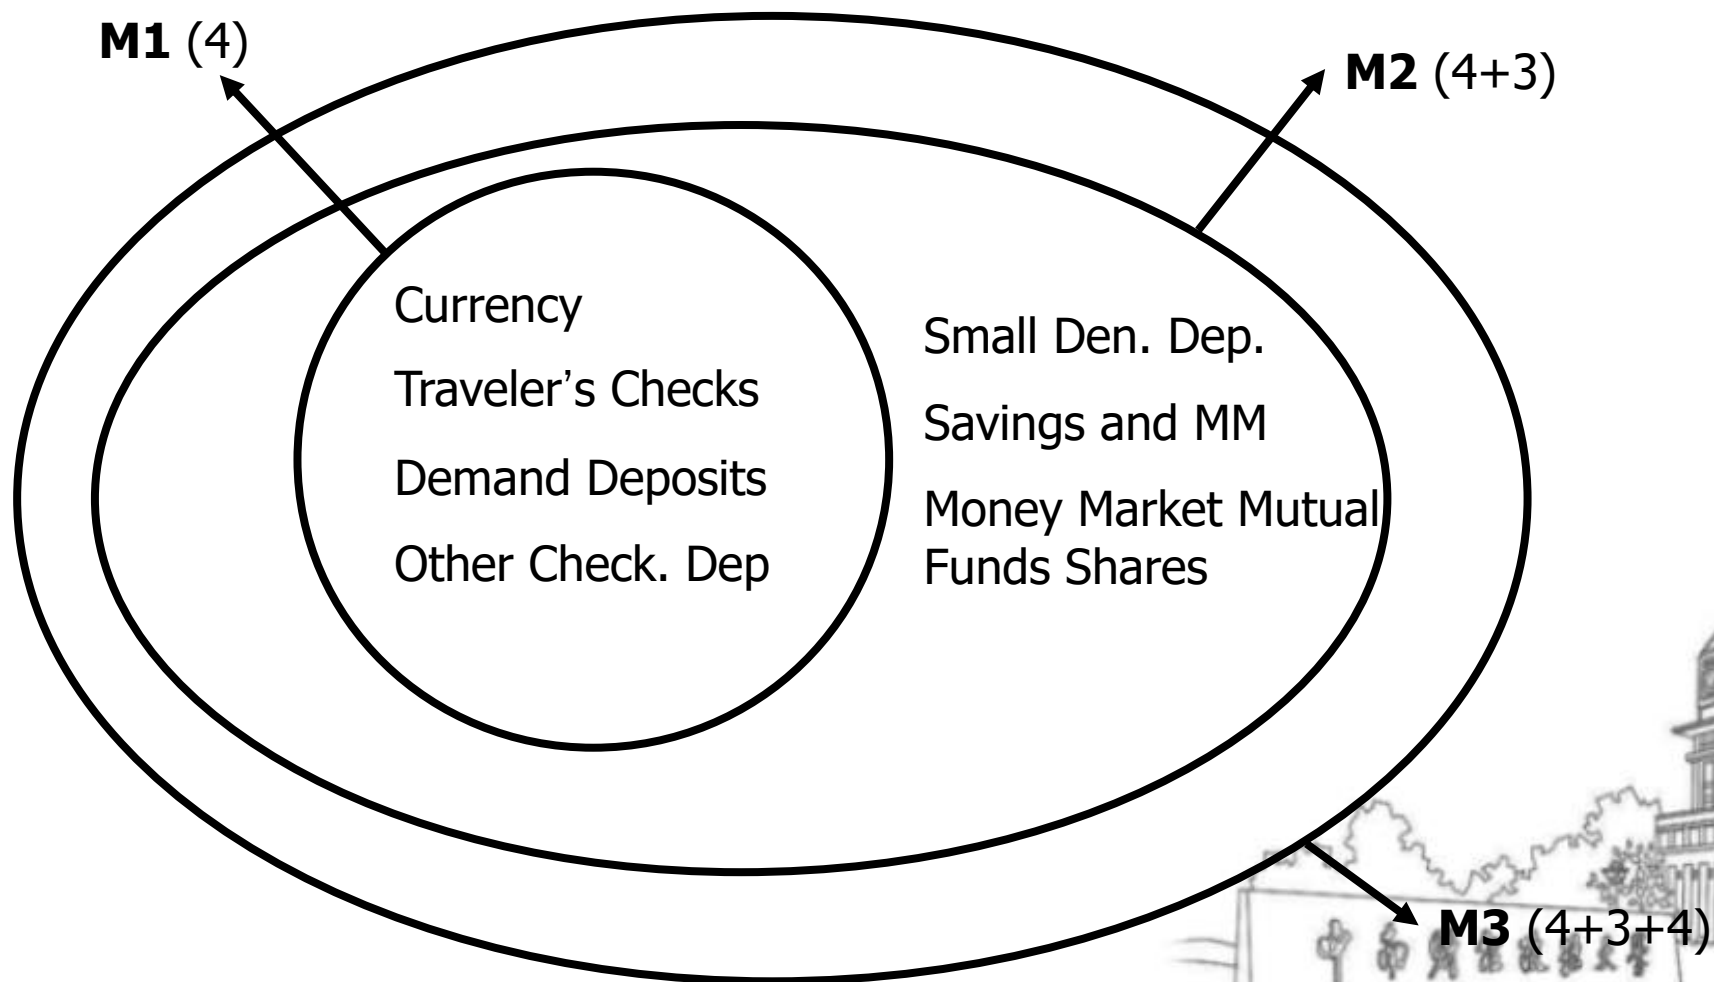 M1 (4)
M2 (4+3)
Currency
Traveler’s Checks
Demand Deposits
Other Check. Dep
Small Den. Dep.
Savings and MM
Money Market Mutual
Funds Shares
M3 (4+3+4)